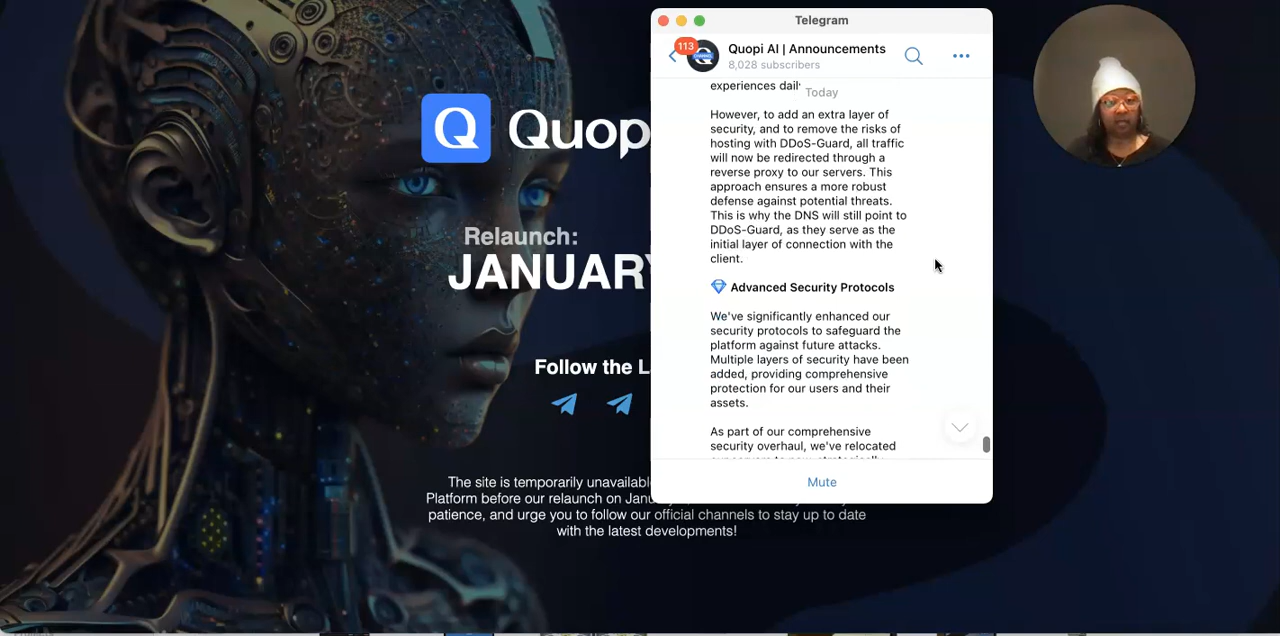 Telegram
113
Quopi AI | Announcements
8,028 subscribers
experiences dail
Today
However, to add an extra layer of
security, and to remove the risks of
hosting with DDoS-Guard, all traffic
will now be redirected through a
reverse proxy to our servers. This
approach ensures a more robust
defense against potential threats.
This is why the DNS will still point to
DDoS-Guard, as they serve as the
initial layer of connection with the
client.
Advanced Security Protocols
We've significantly enhanced our
security protocols to safeguard the
platform against future attacks.
Multiple layers of security have been
added, providing comprehensive
protection for our users and their
assets.
As part of our comprehensive
security overhaul, we've relocated
Mute
Q Quop
Relaunch:
JANUARY
Follow the L
The site is temporarily unavailable
Platform before our relaunch on Janu
patience, and urge you to follow our official channels to stay up to date
with the latest developments!